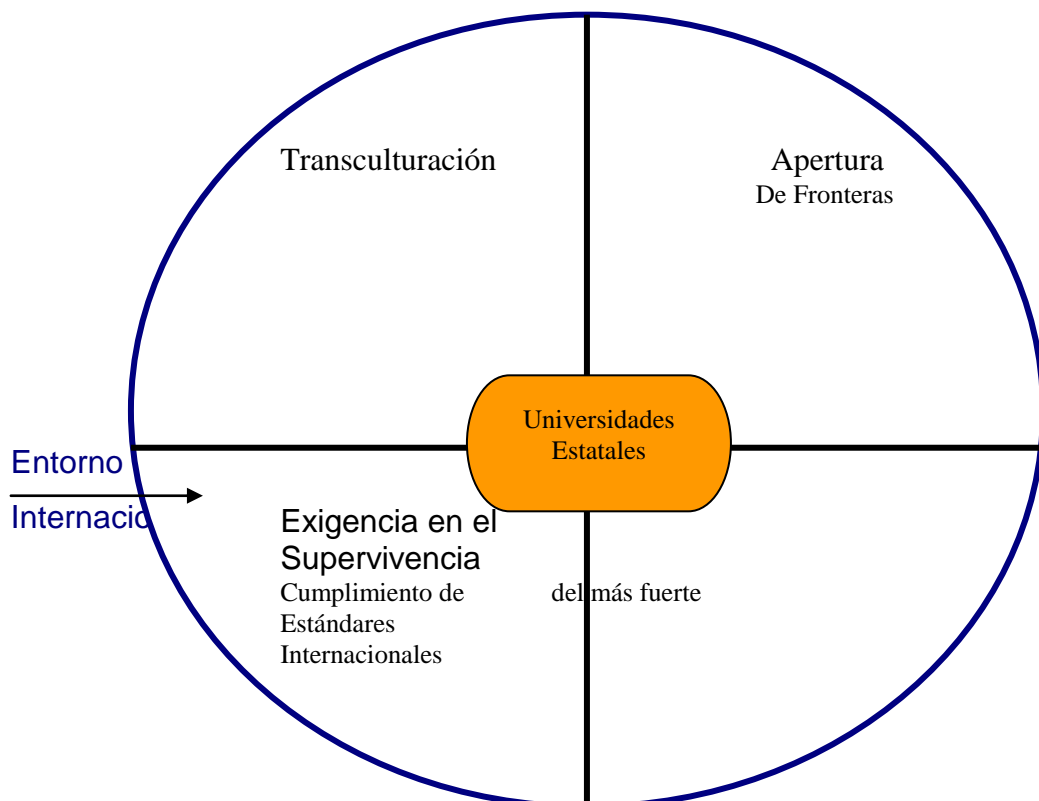 Transculturación
Apertura
De Fronteras
Universidades
Estatales
Entorno
Internacio
Exigencia en el
Supervivencia
Cumplimiento de del más fuerte
Estándares
Internacionales